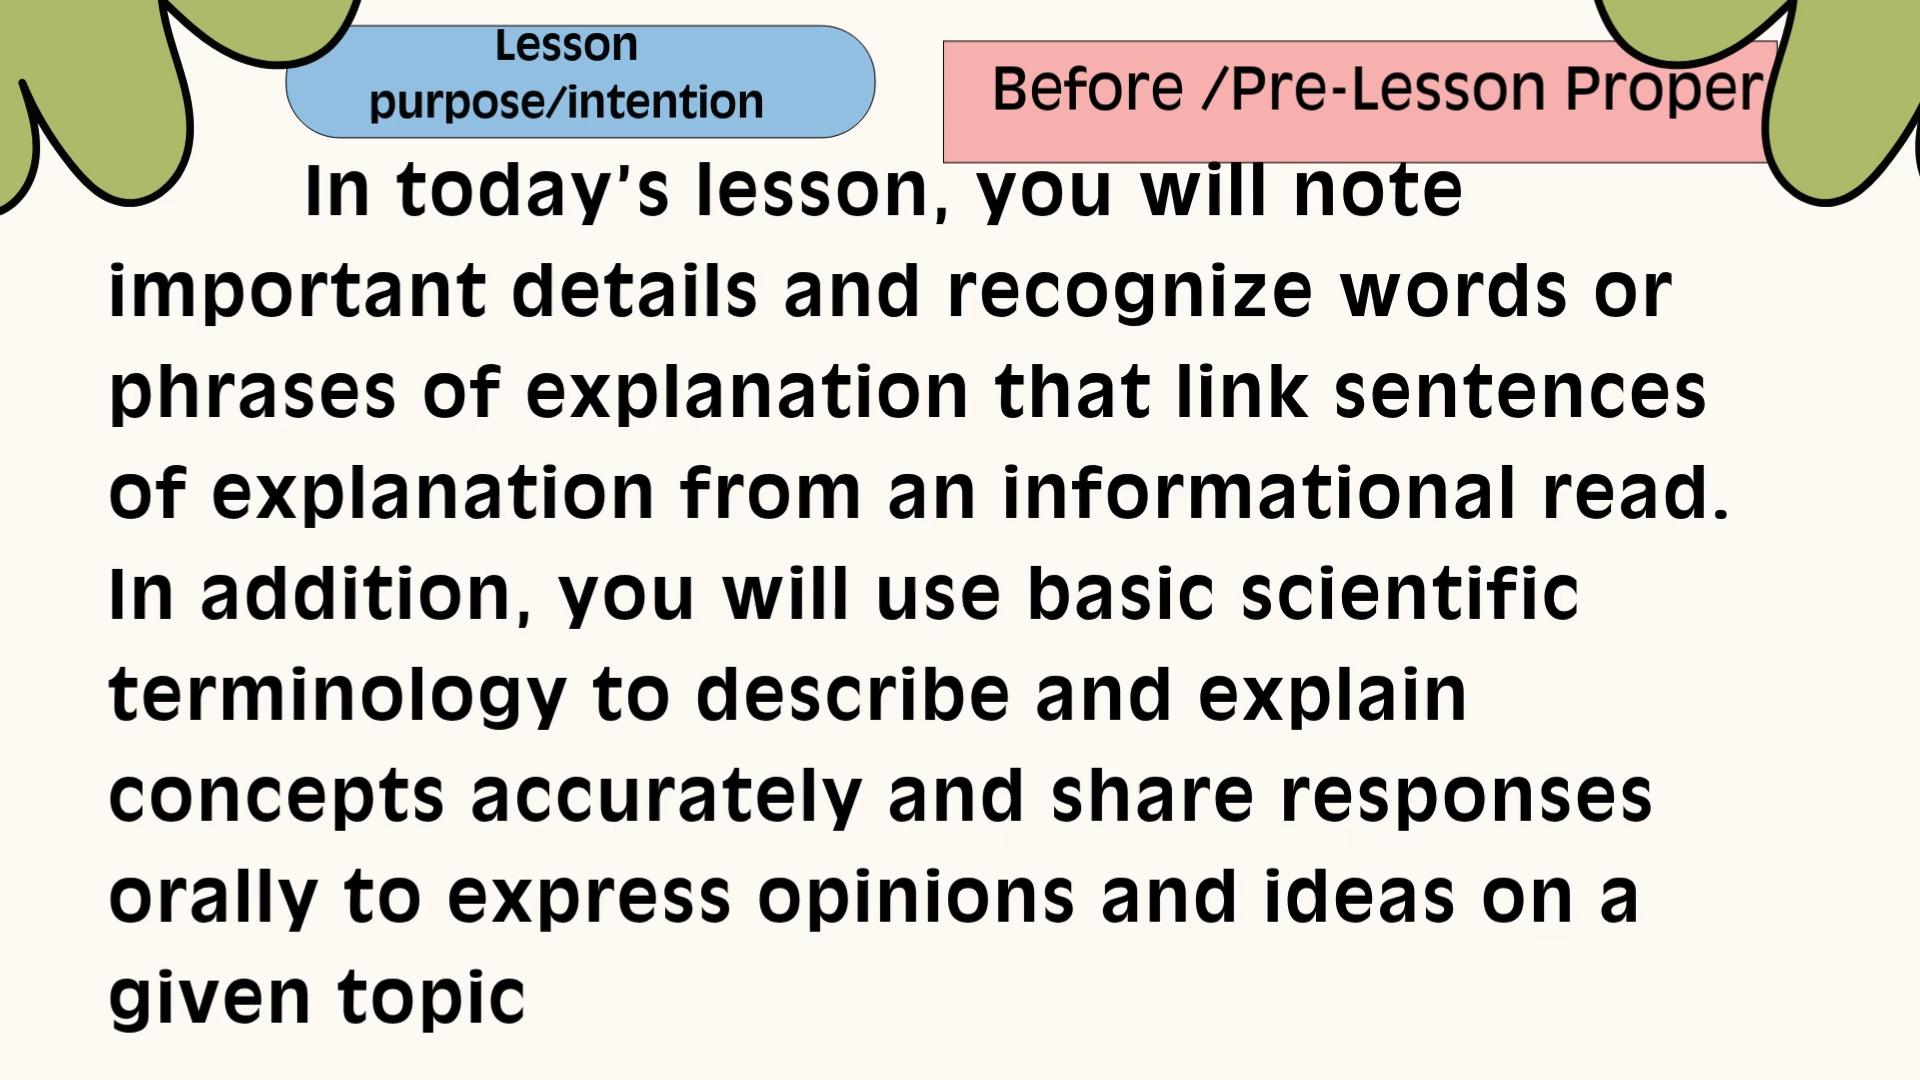 Lesson
purpose/intention
Before /Pre-Lesson Proper
In today’s lesson, you will note
important details and recognize words or
phrases of explanation that link sentences
of explanation from an informational read.
In addition, you will use basic scientific
terminology to describe and explain
concepts accurately and share responses
orally to express opinions and ideas on a
given topic